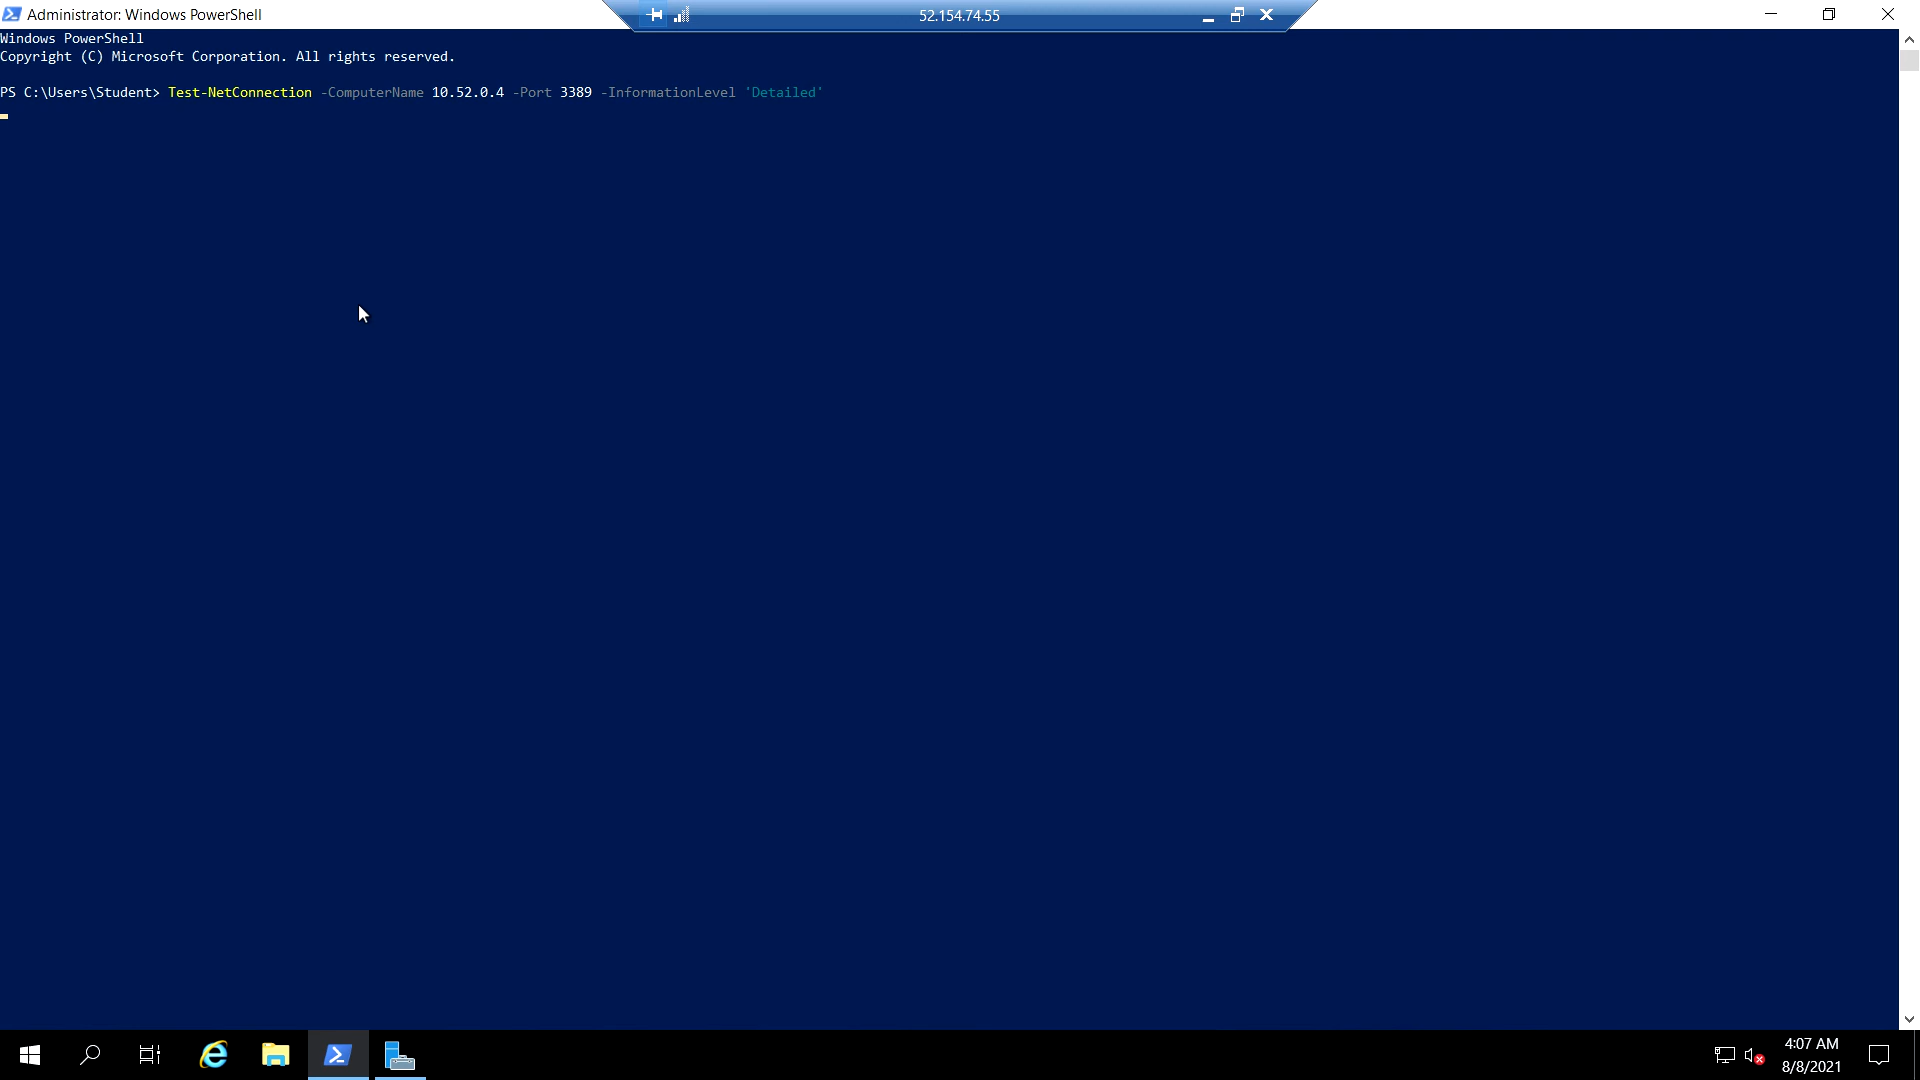 Administrator: Windows PowerShell
52.154.74.55
Windows PowerShell
Copyright (C) Microsoft Corporation. All rights reserved.
PS C:\Users\Student> Test-NetConnection -ComputerName 10.52.0.4 -Port 3389 -InformationLevel 'Detailed'
4:07 AM
8/8/2021